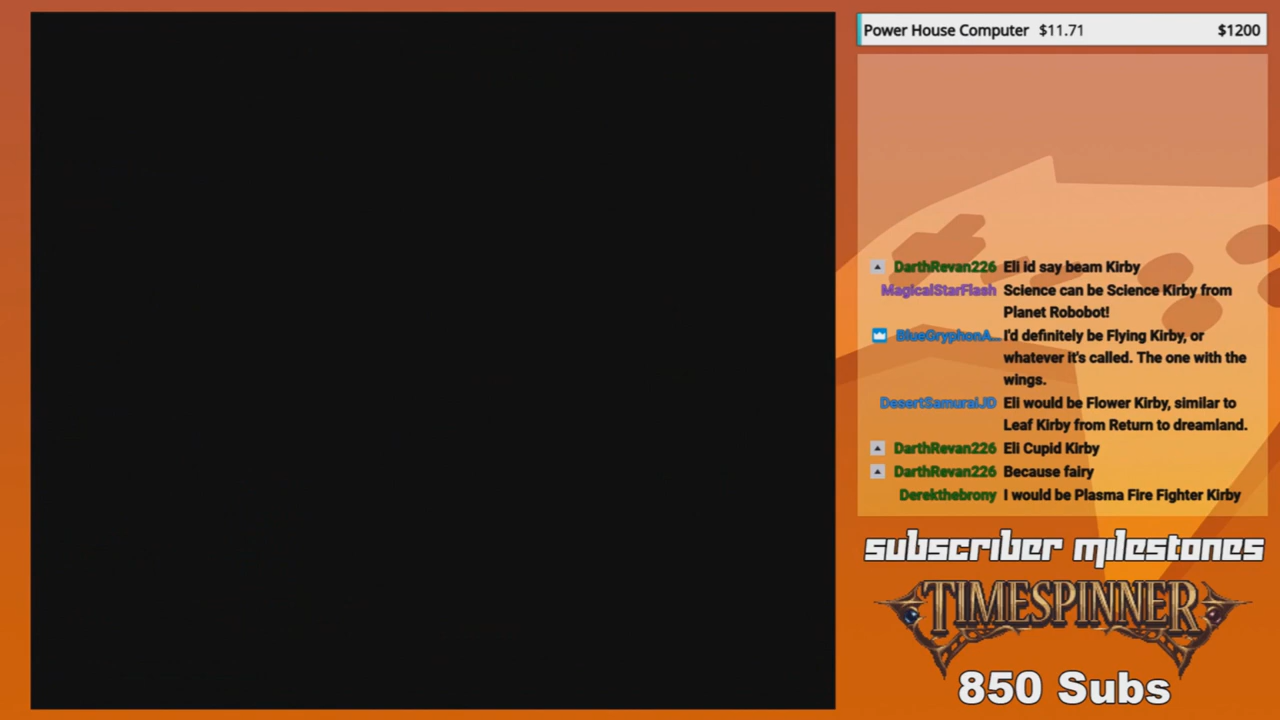 Power House Computer $11.71 $1200
DarthRevan226 Eli id say beam Kirby
MagicalStarFlash Science can be Science Kirby from
Planet Robobot!
BlueGryphonA... I'd definitely be Flying Kirby, or
whatever it's called. The one with the
wings.
DesertSamuraiJD Eli would be Flower Kirby, similar to
Leaf Kirby from Return to dreamland.
DarthRevan226 Eli Cupid Kirby
DarthRevan226 Because fairy
Derekthebrony I would be Plasma Fire Fighter Kirby
subscriber milestones
TIMESPINNER
850 Subs